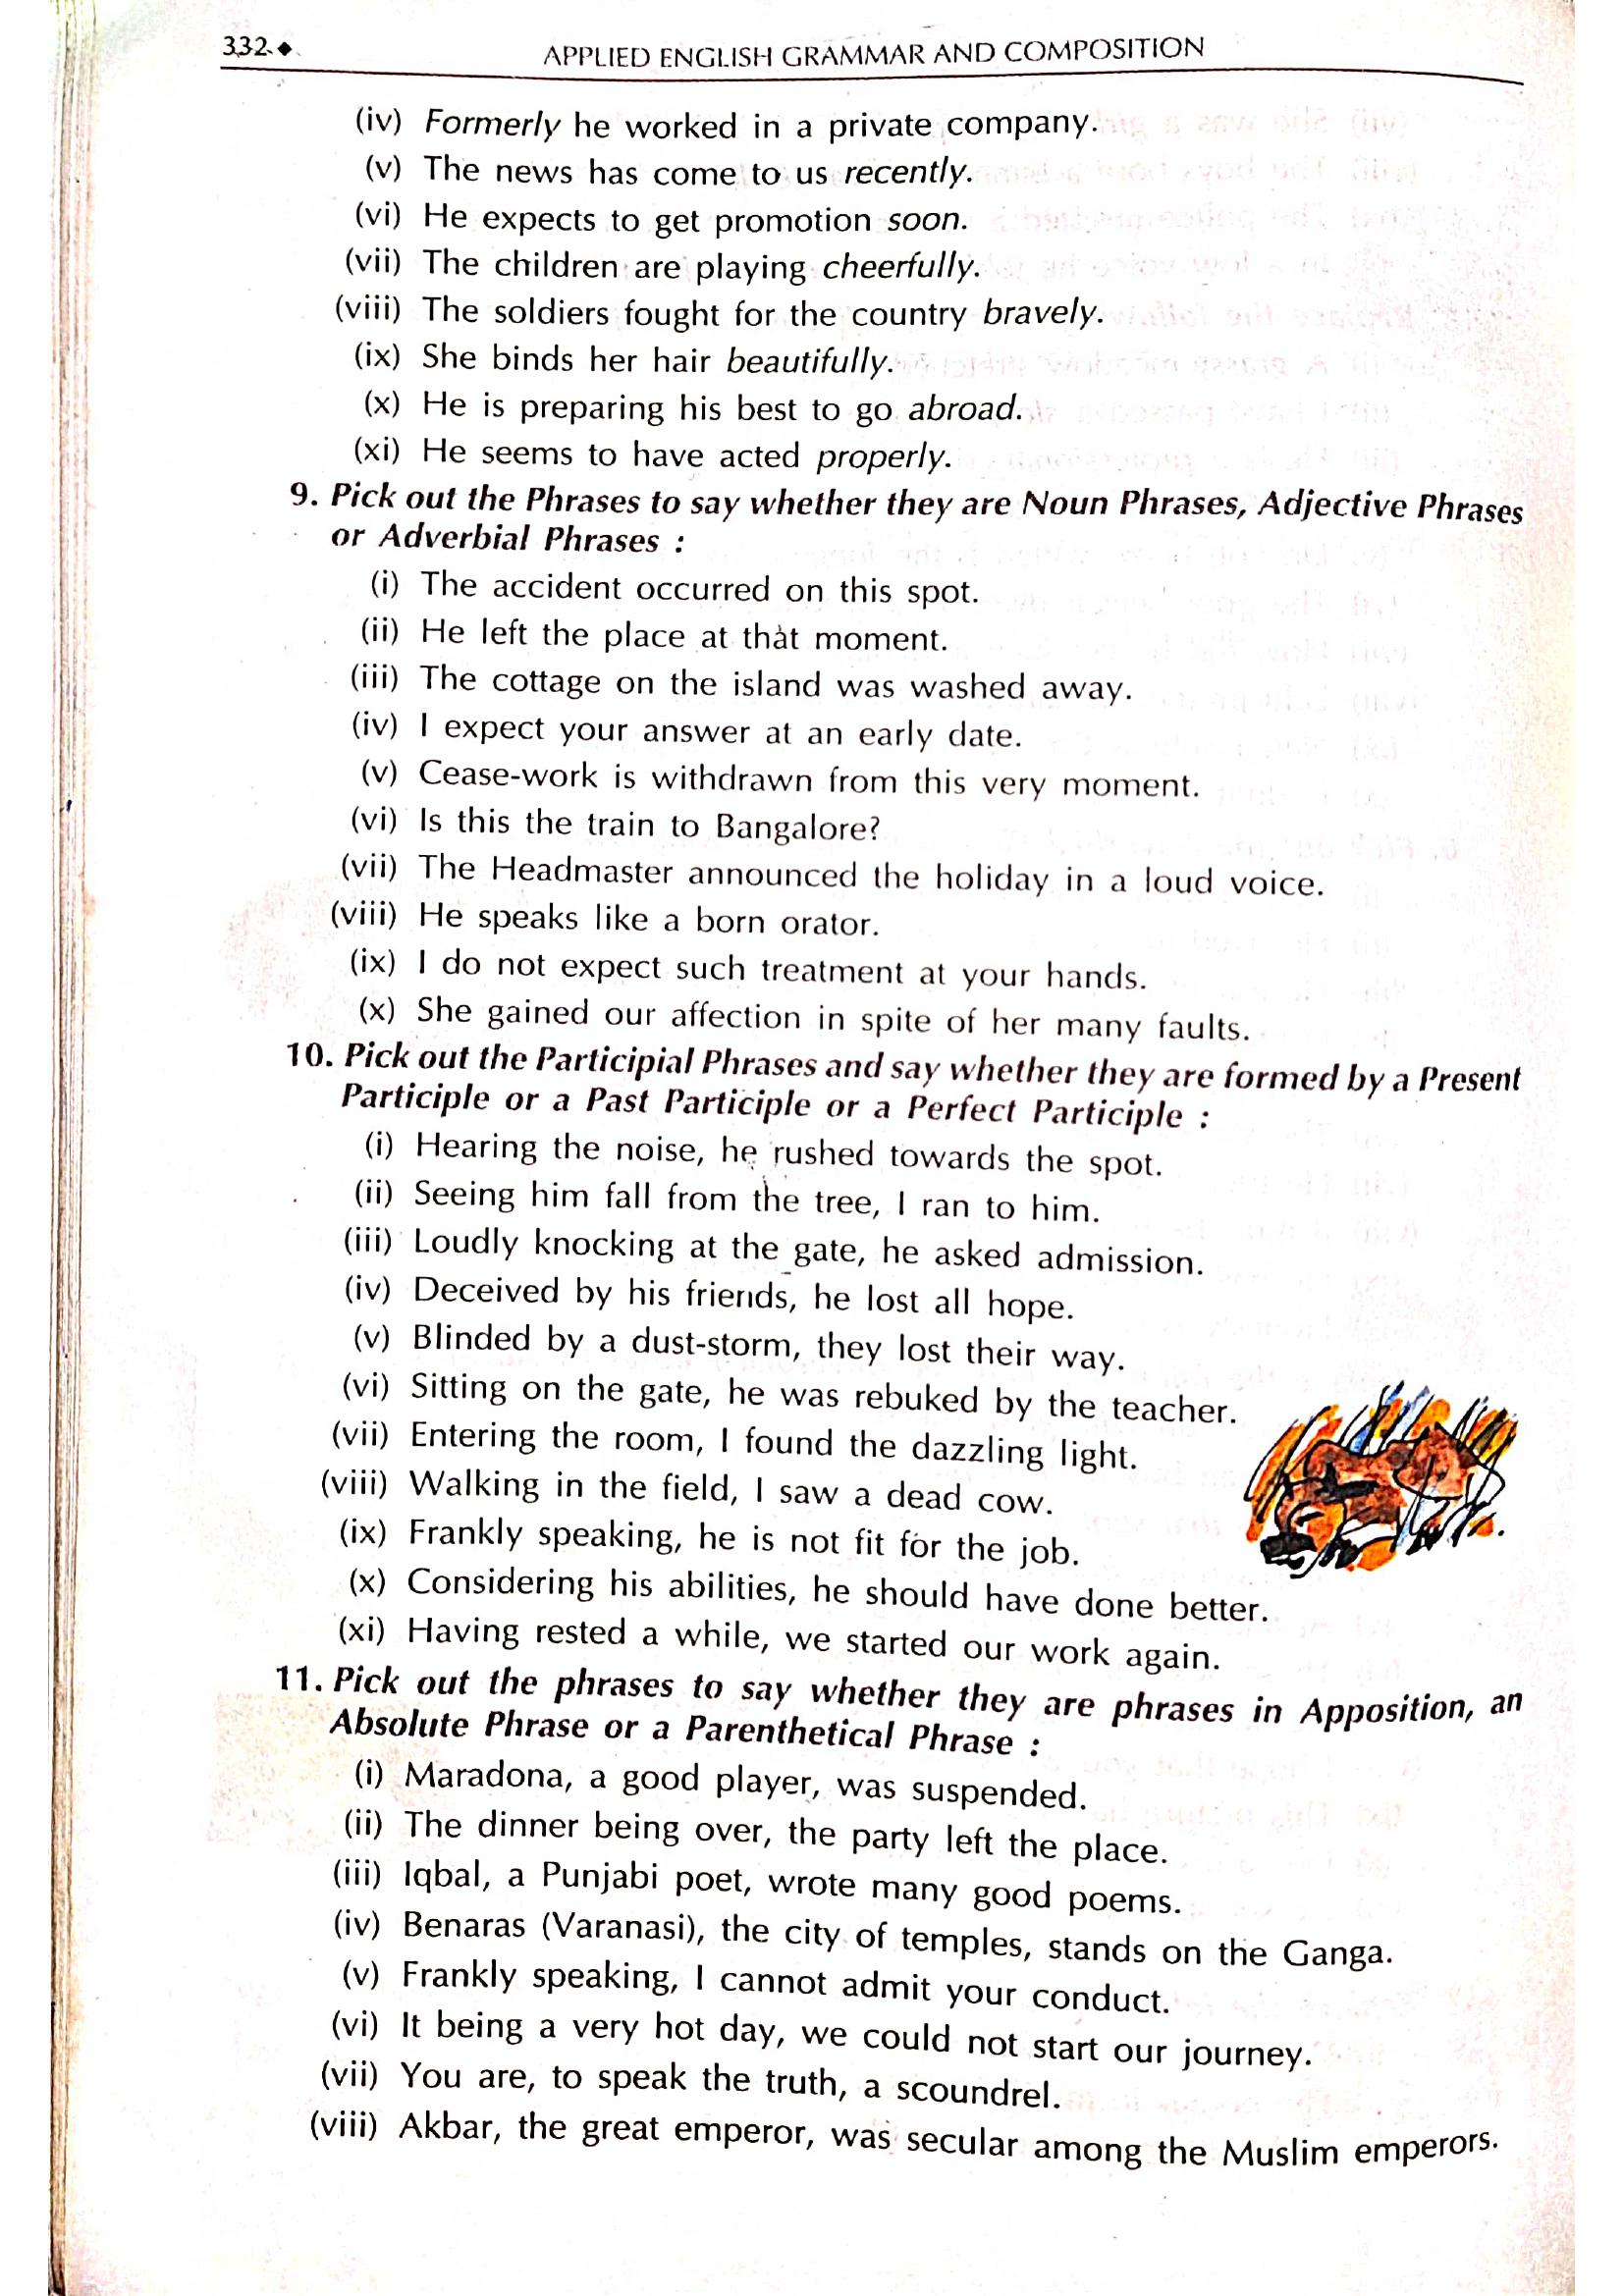 332 ◆ APPLIED ENGLISH GRAMMAR AND COMPOSITION
(iv) Formerly he worked in a private company.
(v) The news has come to us recently.
(vi) He expects to get promotion soon.
(vii) The children are playing cheerfully.
(viii) The soldiers fought for the country bravely.
(ix) She binds her hair beautifully.
(x) He is preparing his best to go abroad.
(xi) He seems to have acted properly.
9. Pick out the Phrases to say whether they are Noun Phrases, Adjective Phrases
or Adverbial Phrases :
(i) The accident occurred on this spot.
(ii) He left the place at that moment.
(iii) The cottage on the island was washed away.
(iv) I expect your answer at an early date.
(v) Cease-work is withdrawn from this very moment.
(vi) Is this the train to Bangalore?
(vii) The Headmaster announced the holiday in a loud voice.
(viii) He speaks like a born orator.
(ix) I do not expect such treatment at your hands.
(x) She gained our affection in spite of her many faults.
10. Pick out the Participial Phrases and say whether they are formed by a Present
Participle or a Past Participle or a Perfect Participle :
(i) Hearing the noise, he rushed towards the spot.
(ii) Seeing him fall from the tree, I ran to him.
(iii) Loudly knocking at the gate, he asked admission.
(iv) Deceived by his friends, he lost all hope.
(v) Blinded by a dust-storm, they lost their way.
(vi) Sitting on the gate, he was rebuked by the teacher.
(vii) Entering the room, I found the dazzling light.
(viii) Walking in the field, I saw a dead cow.
(ix) Frankly speaking, he is not fit for the job.
(x) Considering his abilities, he should have done better.
(xi) Having rested a while, we started our work again.
11. Pick out the phrases to say whether they are phrases in Apposition, an
Absolute Phrase or a Parenthetical Phrase :
(i) Maradona, a good player, was suspended.
(ii) The dinner being over, the party left the place.
(iii) Iqbal, a Punjabi poet, wrote many good poems.
(iv) Benaras (Varanasi), the city of temples, stands on the Ganga.
(v) Frankly speaking, I cannot admit your conduct.
(vi) It being a very hot day, we could not start our journey.
(vii) You are, to speak the truth, a scoundrel.
(viii) Akbar, the great emperor, was secular among the Muslim emperors.